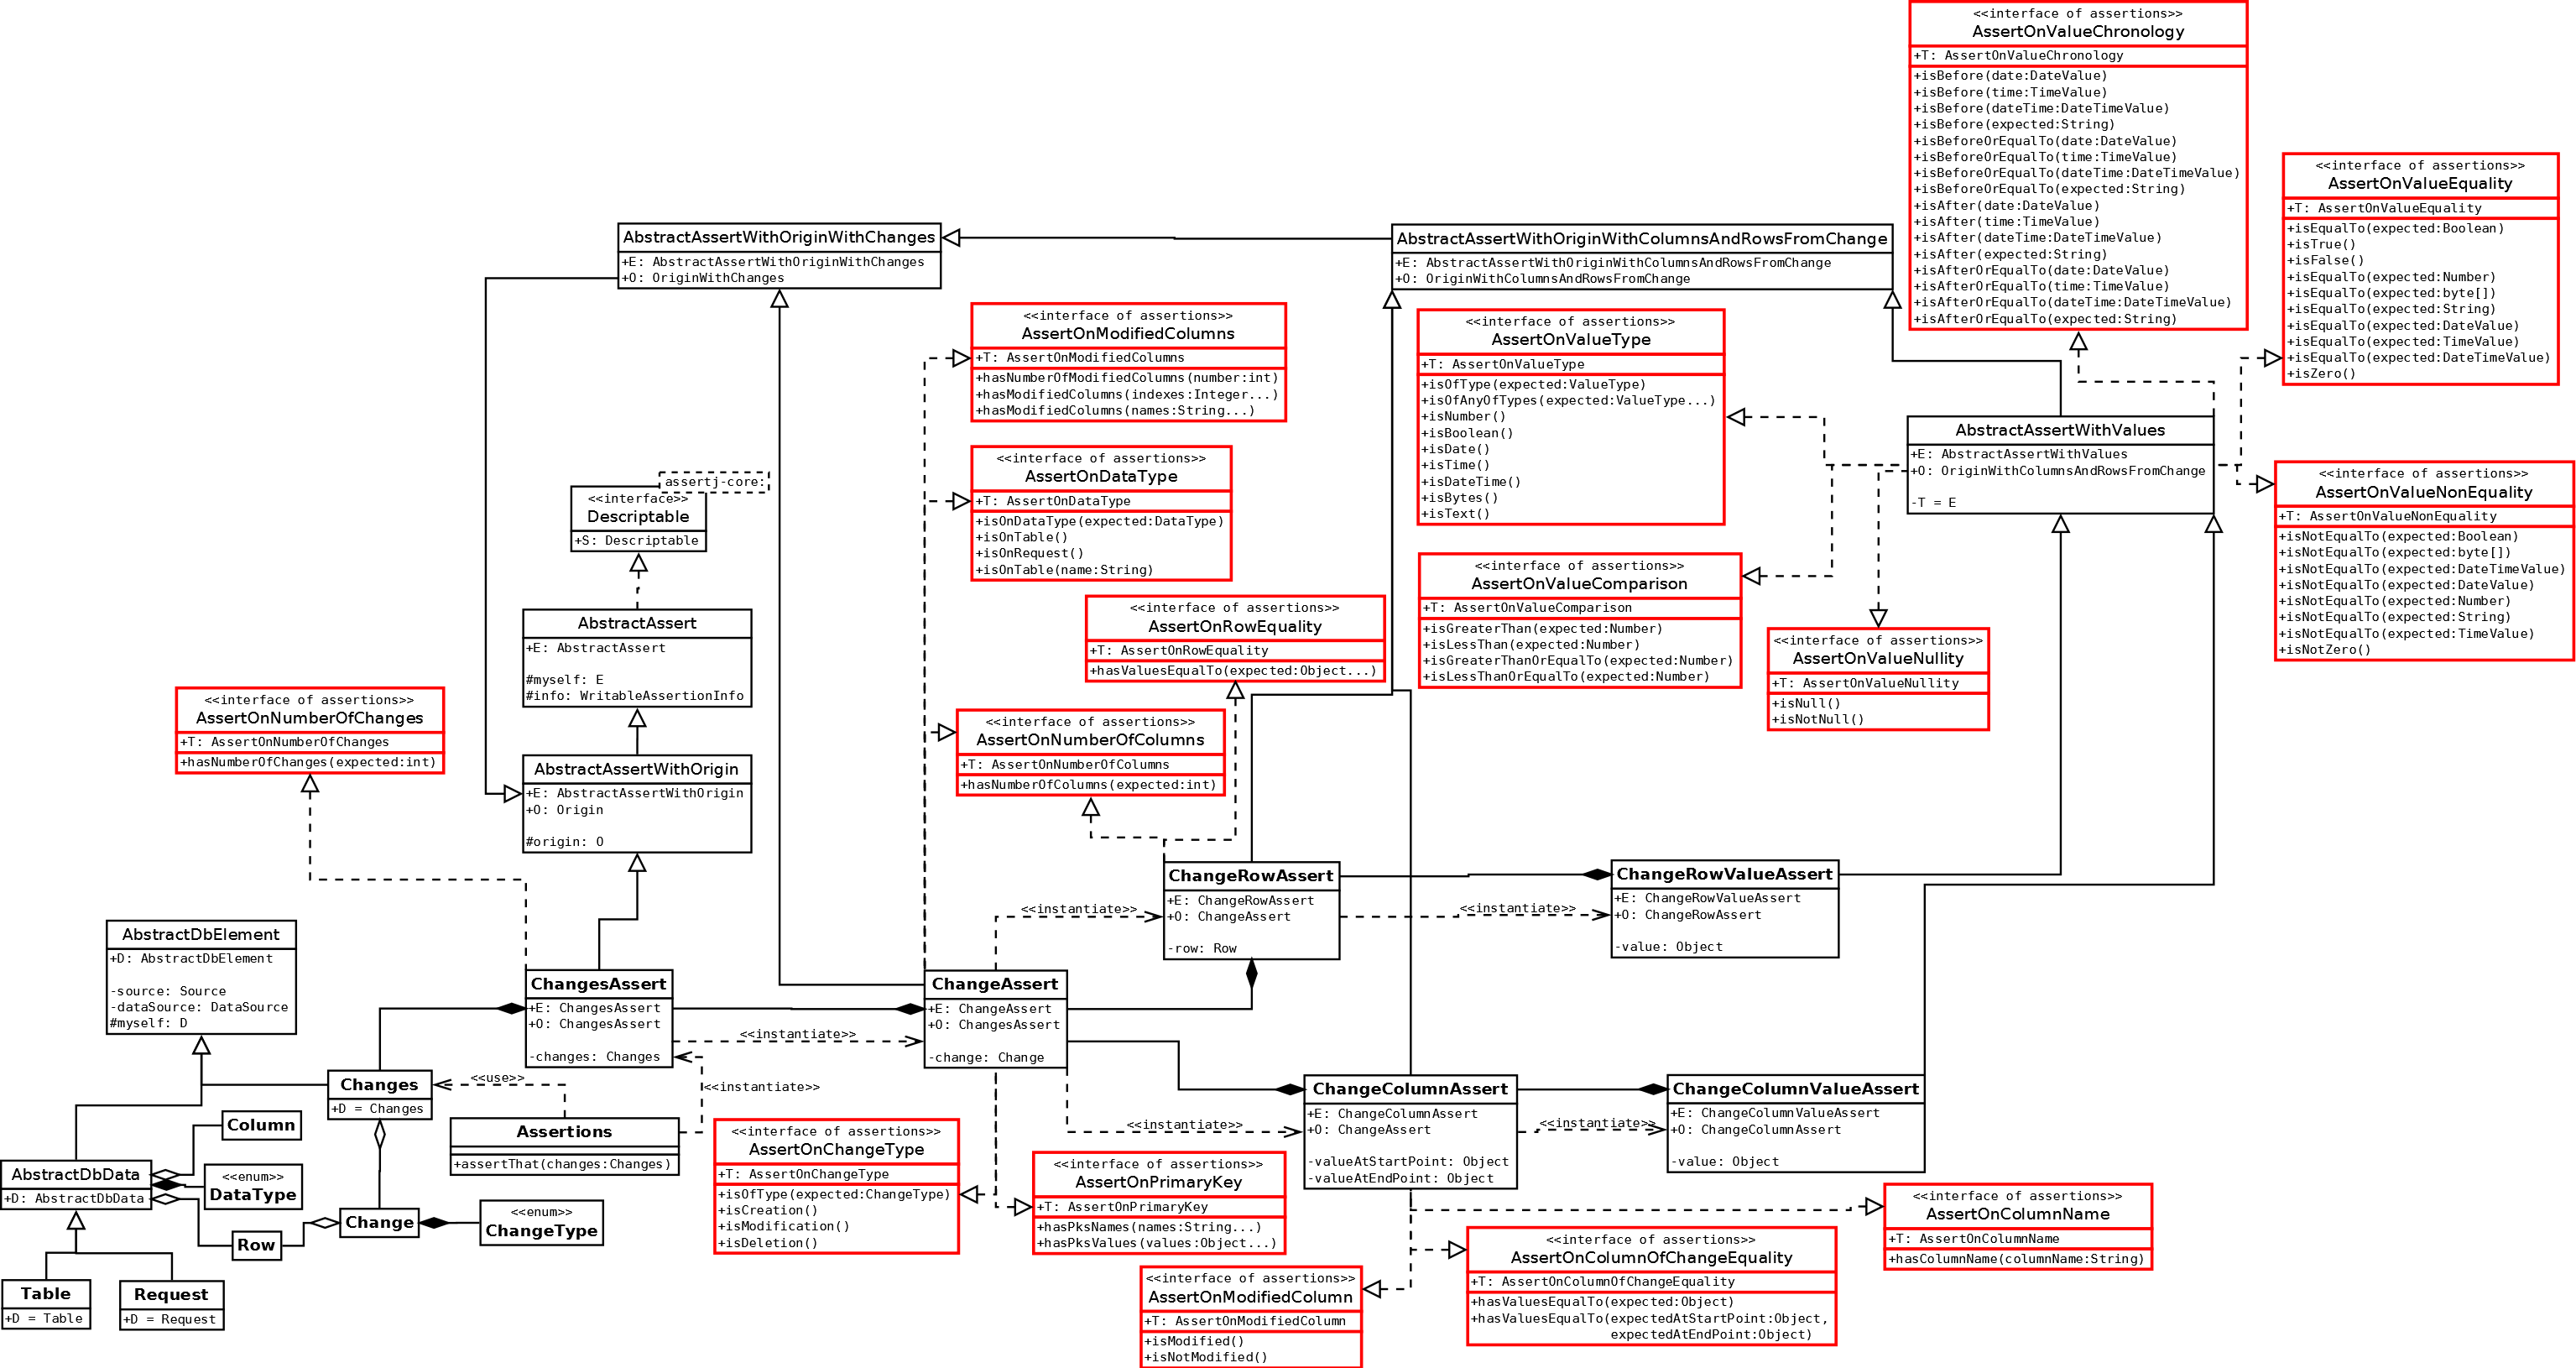 <<interface of assertions>>
AssertOnValueChronology
+T: AssertOnValueChronology
+isBefore(date:DateValue)
+isBefore(time:TimeValue)
+isBefore(dateTime:DateTimeValue)
+isBefore(expected:String)
+isBeforeOrEqualTo(date:DateValue)
+isBeforeOrEqualTo(time:TimeValue)
+isBeforeOrEqualTo(dateTime:DateTimeValue)
+isBeforeOrEqualTo(expected:String)
+isAfter(date:DateValue)
+isAfter(time:TimeValue)
+isAfter(dateTime:DateTimeValue)
+isAfter(expected:String)
+isAfterOrEqualTo(date:DateValue)
+isAfterOrEqualTo(time:TimeValue)
+isAfterOrEqualTo(dateTime:DateTimeValue)
+isAfterOrEqualTo(expected:String)
<<interface of assertions>>
AssertOnValueEquality
+T: AssertOnValueEquality
+isEqualTo(expected:Boolean)
+isTrue()
+isFalse()
+isEqualTo(expected:Number)
+isEqualTo(expected:byte[])
+isEqualTo(expected:String)
+isEqualTo(expected:DateValue)
+isEqualTo(expected:TimeValue)
+isEqualTo(expected:DateTimeValue)
+isZero()
AbstractAssertWithOriginWithChanges
+E: AbstractAssertWithOriginWithChanges
+O: OriginWithChanges
AbstractAssertWithOriginWithColumnsAndRowsFromChange
+E: AbstractAssertWithOriginWithColumnsAndRowsFromChange
+O: OriginWithColumnsAndRowsFromChange
<<interface of assertions>>
AssertOnModifiedColumns
+T: AssertOnModifiedColumns
+hasNumberOfModifiedColumns(number:int)
+hasModifiedColumns(indexes:Integer...)
+hasModifiedColumns(names:String...)
<<interface of assertions>>
AssertOnValueType
+T: AssertOnValueType
+isOfType(expected:ValueType)
+isOfAnyOfTypes(expected:ValueType...)
+isNumber()
+isBoolean()
+isDate()
+isTime()
+isDateTime()
+isBytes()
+isText()
AbstractAssertWithValues
+E: AbstractAssertWithValues
+O: OriginWithColumnsAndRowsFromChange
-T = E
<<interface of assertions>>
AssertOnValueNonEquality
+T: AssertOnValueNonEquality
+isNotEqualTo(expected:Boolean)
+isNotEqualTo(expected:byte[])
+isNotEqualTo(expected:DateTimeValue)
+isNotEqualTo(expected:DateValue)
+isNotEqualTo(expected:Number)
+isNotEqualTo(expected:String)
+isNotEqualTo(expected:TimeValue)
+isNotZero()
<<interface of assertions>>
AssertOnDataType
+T: AssertOnDataType
+isOnDataType(expected:DataType)
+isOnTable()
+isOnRequest()
+isOnTable(name:String)
assertj-core:
<<interface>>
Descriptable
+S: Descriptable
<<interface of assertions>>
AssertOnValueComparison
+T: AssertOnValueComparison
+isGreaterThan(expected:Number)
+isLessThan(expected:Number)
+isGreaterThanOrEqualTo(expected:Number)
+isLessThanOrEqualTo(expected:Number)
<<interface of assertions>>
AssertOnValueNullity
+T: AssertOnValueNullity
+isNull()
+isNotNull()
<<interface of assertions>>
AssertOnRowEquality
+T: AssertOnRowEquality
+hasValuesEqualTo(expected:Object...)
AbstractAssert
+E: AbstractAssert
#myself: E
#info: WritableAssertionInfo
<<interface of assertions>>
AssertOnNumberOfChanges
+T: AssertOnNumberOfChanges
+hasNumberOfChanges(expected:int)
<<interface of assertions>>
AssertOnNumberOfColumns
+T: AssertOnNumberOfColumns
+hasNumberOfColumns(expected:int)
AbstractAssertWithOrigin
+E: AbstractAssertWithOrigin
+O: Origin
#origin: O
ChangeRowAssert
+E: ChangeRowAssert
+O: ChangeAssert
-row: Row
<<instantiate>>
<<instantiate>>
ChangeRowValueAssert
+E: ChangeRowValueAssert
+O: ChangeRowAssert
-value: Object
AbstractDbElement
+D: AbstractDbElement
-source: Source
-dataSource: DataSource
#myself: D
ChangesAssert
+E: ChangesAssert
+O: ChangesAssert
-changes: Changes
<<instantiate>>
ChangeAssert
+E: ChangeAssert
+O: ChangesAssert
-change: Change
Changes
+D = Changes
<<use>>
<<instantiate>>
Assertions
+assertThat(changes:Changes)
ChangeColumnAssert
+E: ChangeColumnAssert
+O: ChangeAssert
-valueAtStartPoint: Object
-valueAtEndPoint: Object
<<instantiate>>
<<instantiate>>
ChangeColumnValueAssert
+E: ChangeColumnValueAssert
+O: ChangeColumnAssert
-value: Object
Column
AbstractDbData
+D: AbstractDbData
<<enum>>
DataType
Row
Change
<<enum>>
ChangeType
Table
+D = Table
Request
+D = Request
<<interface of assertions>>
AssertOnChangeType
+T: AssertOnChangeType
+isOfType(expected:ChangeType)
+isCreation()
+isModification()
+isDeletion()
<<interface of assertions>>
AssertOnPrimaryKey
+T: AssertOnPrimaryKey
+hasPksNames(names:String...)
+hasPksValues(values:Object...)
<<interface of assertions>>
AssertOnColumnName
+T: AssertOnColumnName
+hasColumnName(columnName:String)
<<interface of assertions>>
AssertOnColumnOfChangeEquality
+T: AssertOnColumnOfChangeEquality
+hasValuesEqualTo(expected:Object)
+hasValuesEqualTo(expectedAtStartPoint:Object,
expectedAtEndPoint:Object)
<<interface of assertions>>
AssertOnModifiedColumn
+T: AssertOnModifiedColumn
+isModified()
+isNotModified()